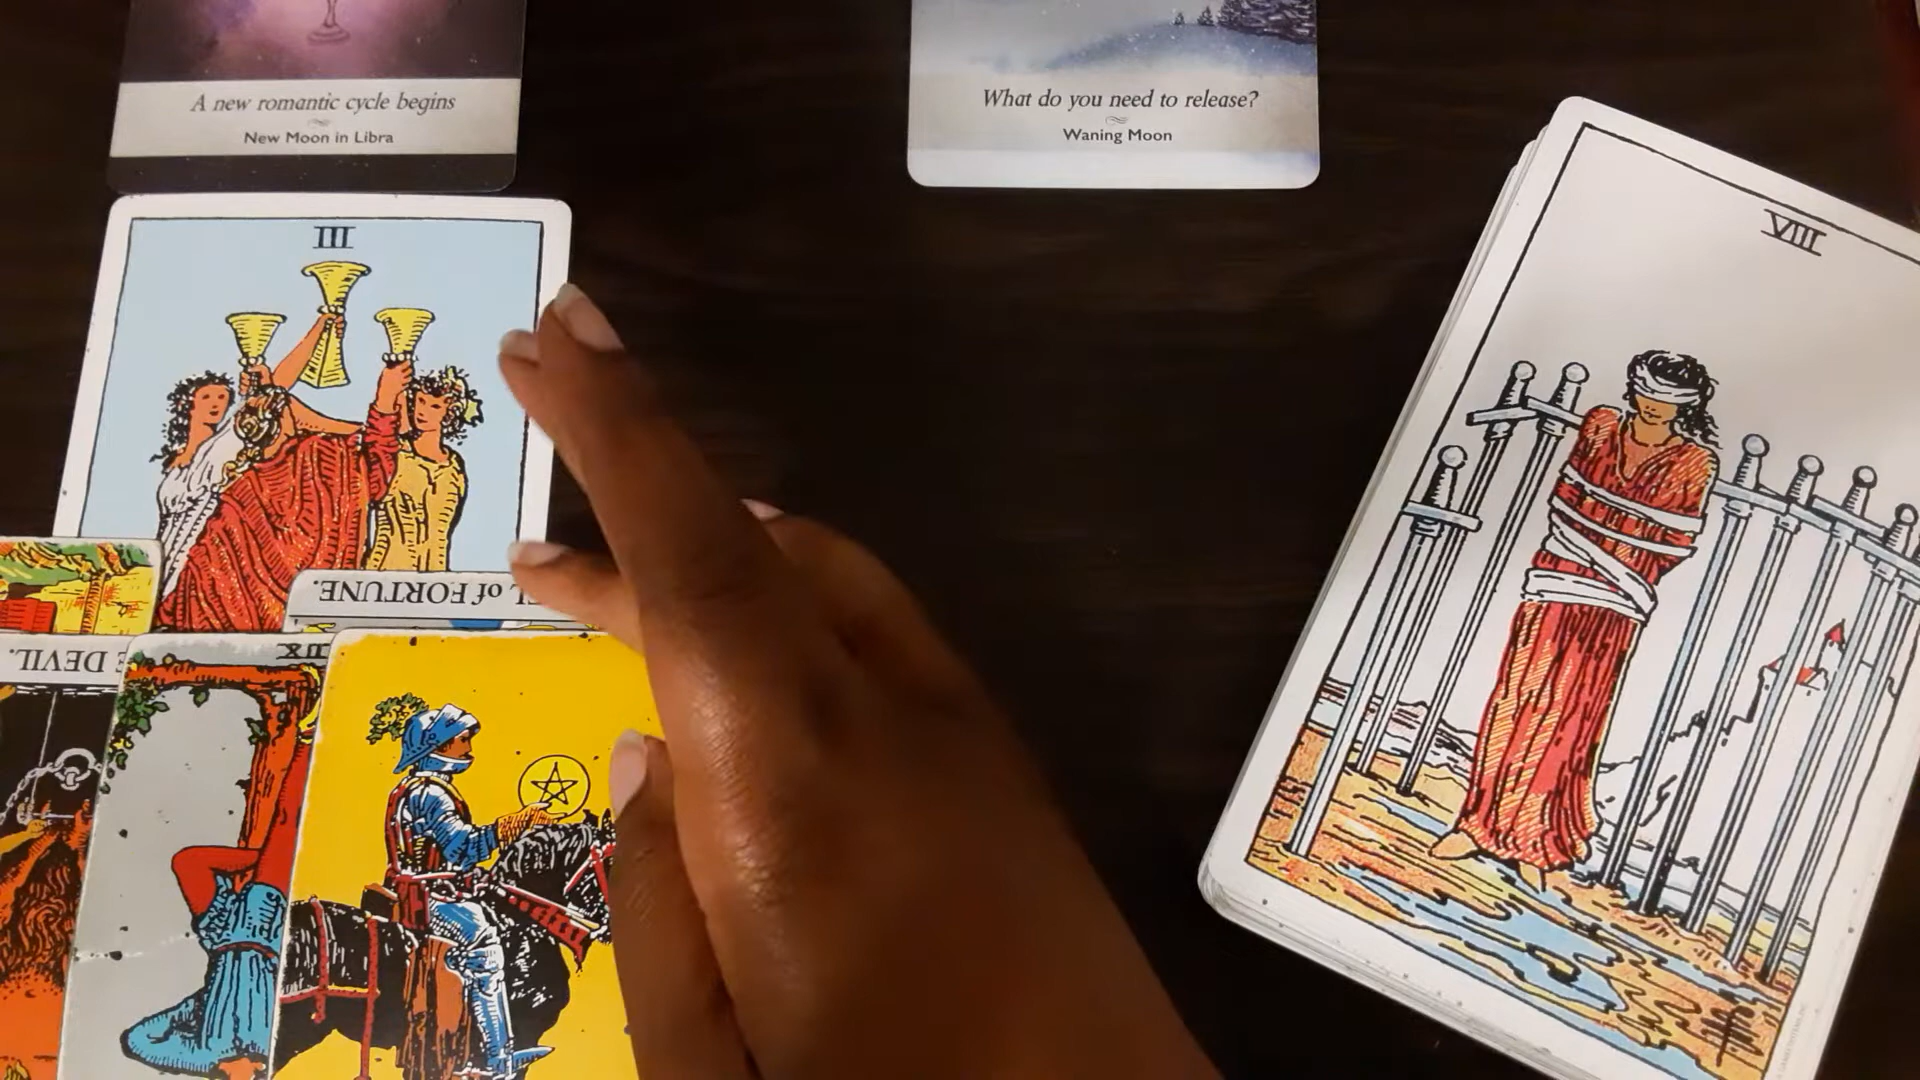 A new romantic cycle begins
New Moon in Libra
What do you need to release?
Waning Moon
III
VIII
L of FORTUNE.
E DEVIL.